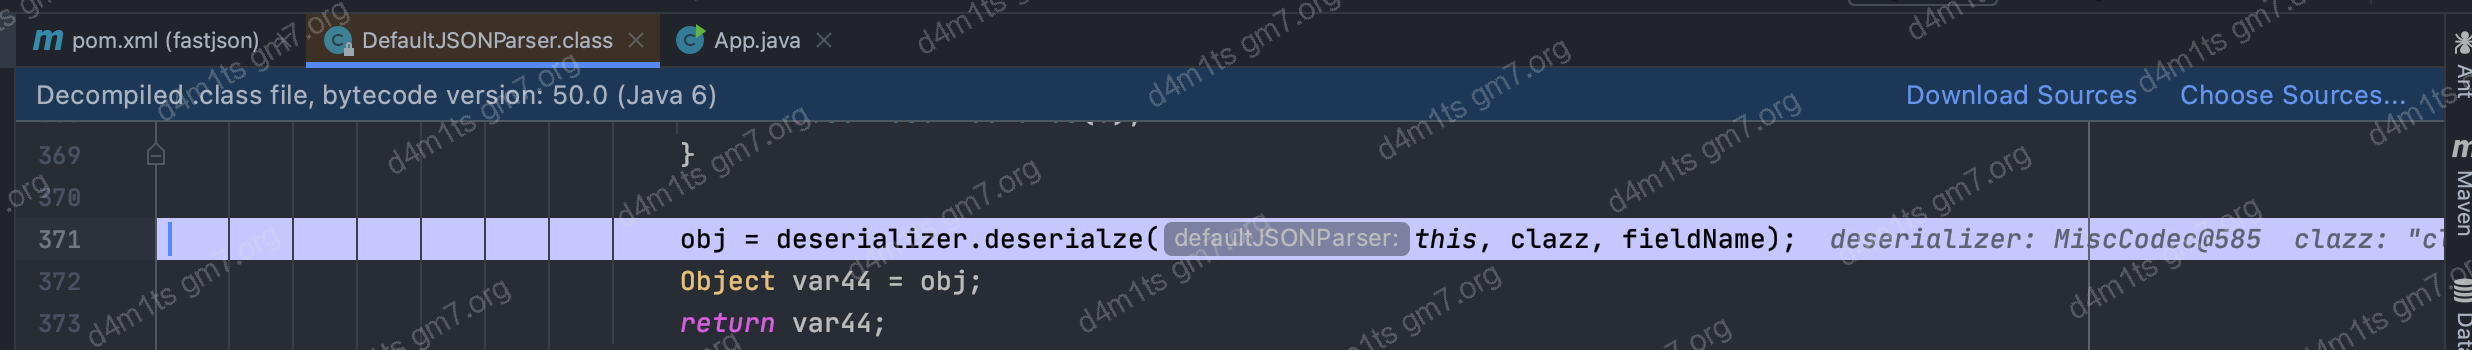 pom.xml (fastjson)
DefaultJSONParser.class
App.java
Decompiled .class file, bytecode version: 50.0 (Java 6)
Download Sources
Choose Sources...
Ant
369 }
370
371 obj = deserializer.deserialze( defaultJSONParser: this, clazz, fieldName); deserializer: MiscCodec@585 clazz: "cl
372 Object var44 = obj;
373 return var44;
Maven
d4m1ts gm7.org